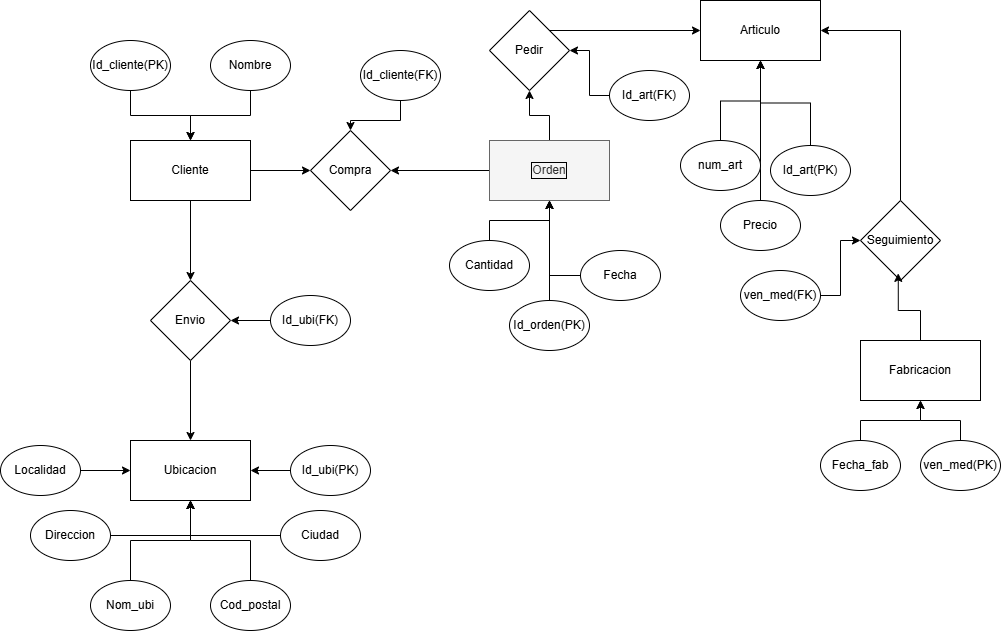 Articulo
Pedir
Id_cliente(PK)
Nombre
Id_cliente(FK)
Id_art(FK)
Cliente
Compra
Orden
num_art
Id_art(PK)
Precio
Seguimiento
Cantidad
Fecha
ven_med(FK)
Envio
Id_ubi(FK)
Id_orden(PK)
Fabricacion
Localidad
Ubicacion
Id_ubi(PK)
Fecha_fab
ven_med(PK)
Direccion
Ciudad
Nom_ubi
Cod_postal